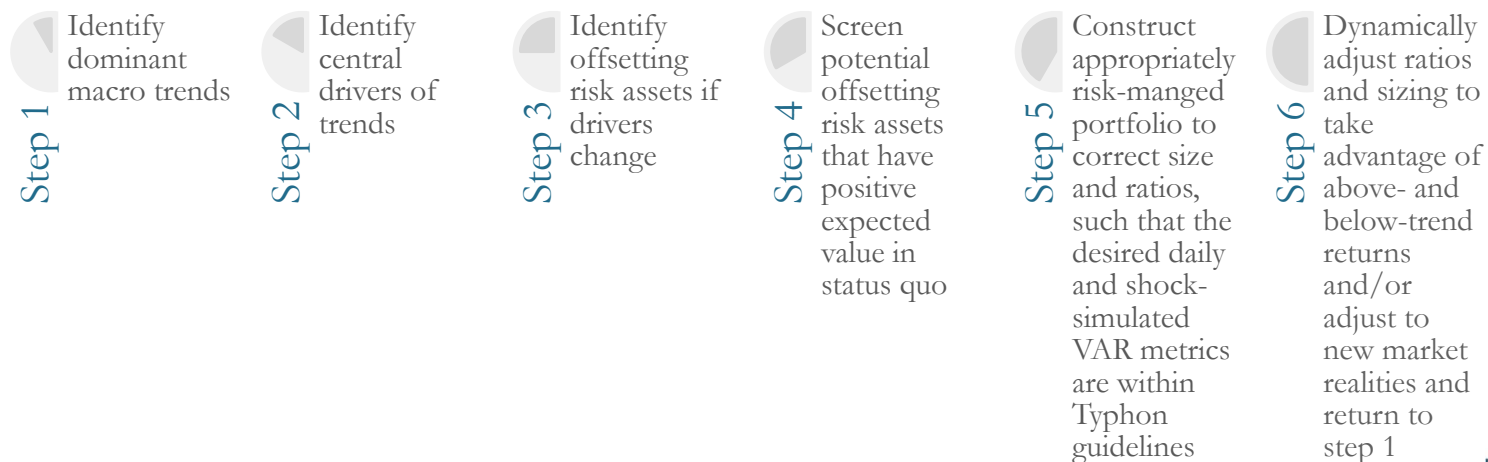 Step 1
Identify
dominant
macro trends
Step 2
Identify
central
drivers of
trends
Step 3
Identify
offsetting
risk assets if
drivers
change
Step 4
Screen
potential
offsetting
risk assets
that have
positive
expected
value in
status quo
Step 5
Construct
appropriately
risk-manged
portfolio to
correct size
and ratios,
such that the
desired daily
and shock-
simulated
VAR metrics
are within
Typhon
guidelines
Step 6
Dynamically
adjust ratios
and sizing to
take
advantage of
above- and
below-trend
returns
and/or
adjust to
new market
realities and
return to
step 1